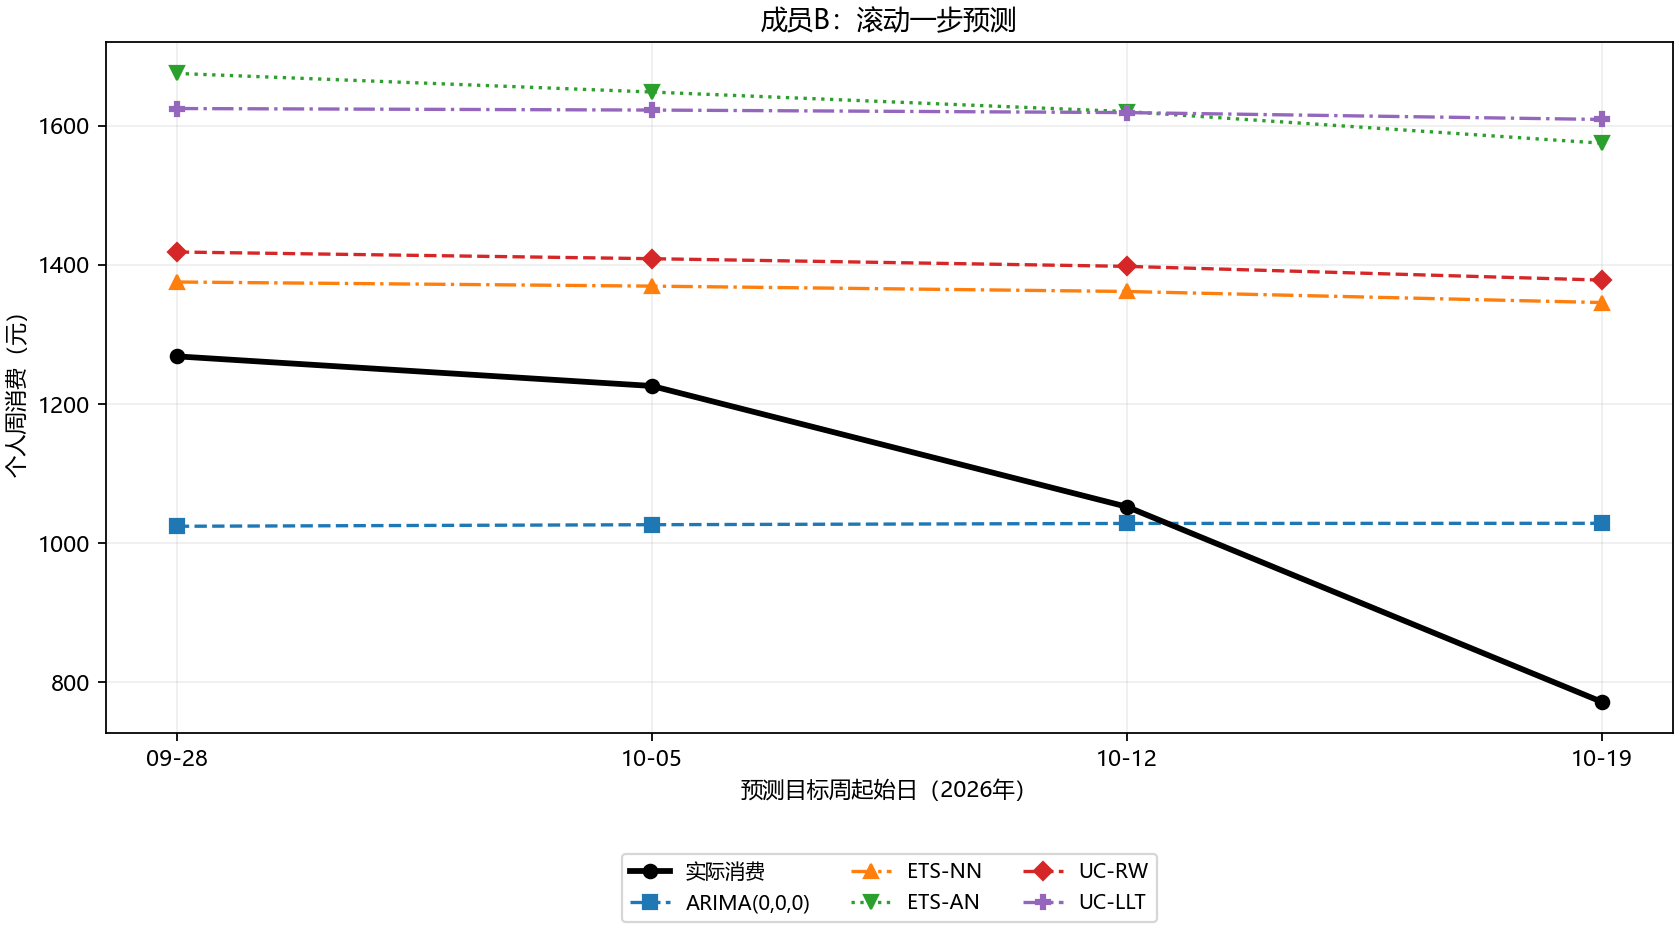 成员B：滚动一步预测
个人周消费（元）
1600
1400
1200
1000
800
09-28
10-05
10-12
10-19
预测目标周起始日（2026年）
实际消费
ARIMA(0,0,0)
ETS-NN
ETS-AN
UC-RW
UC-LLT